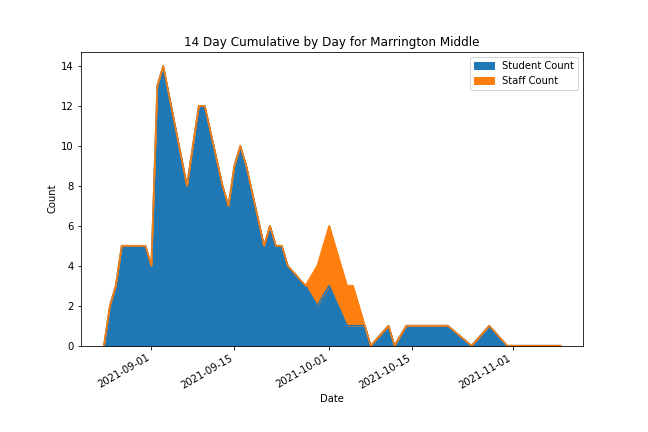 14 Day Cumulative by Day for Marrington Middle
Student Count
Staff Count
14
12
10
8
6
4
2
0
Count
2021-09-01
2021-09-15
2021-10-01
2021-10-15
2021-11-01
Date